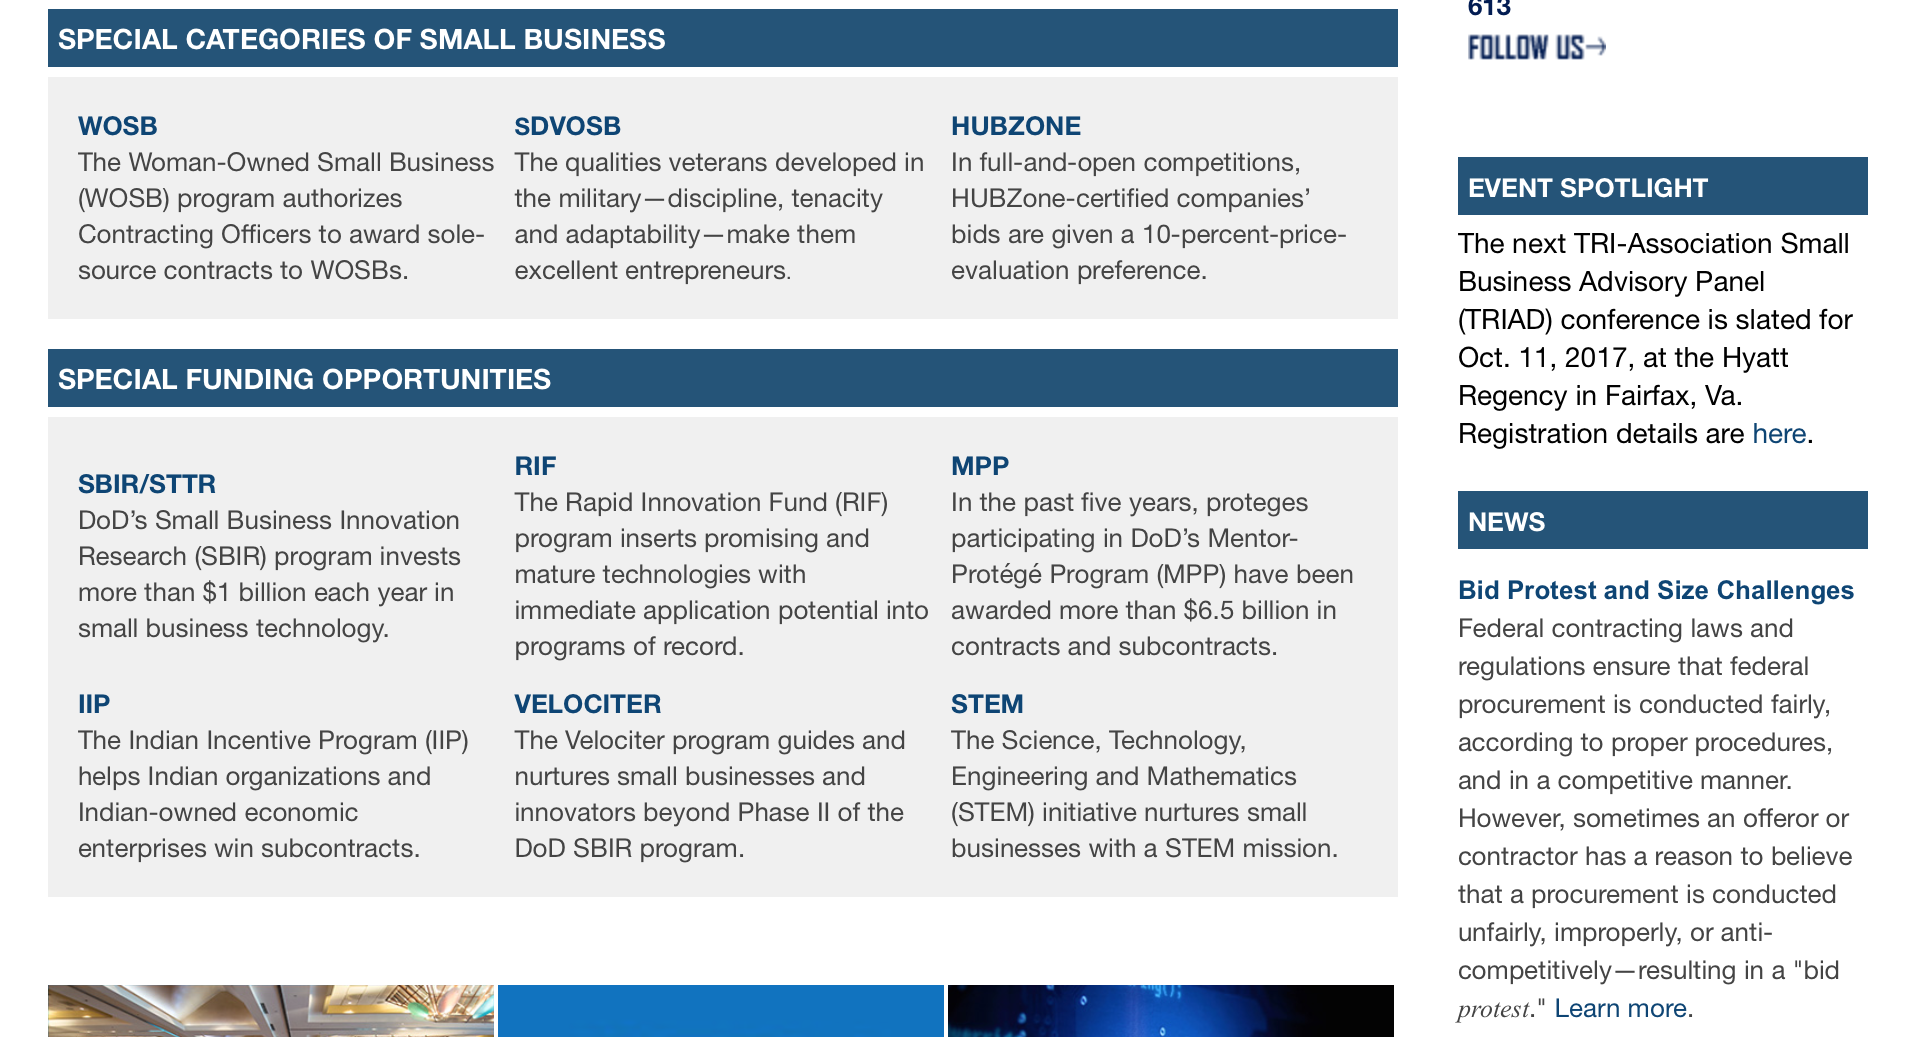 SPECIAL CATEGORIES OF SMALL BUSINESS
WOSB
The Woman-Owned Small Business
(WOSB) program authorizes
Contracting Officers to award sole-
source contracts to WOSBs.
SDVOSB
The qualities veterans developed in
the military—discipline, tenacity
and adaptability—make them
excellent entrepreneurs.
HUBZONE
In full-and-open competitions,
HUBZone-certified companies’
bids are given a 10-percent-price-
evaluation preference.
SPECIAL FUNDING OPPORTUNITIES
SBIR/STTR
DoD’s Small Business Innovation
Research (SBIR) program invests
more than $1 billion each year in
small business technology.
RIF
The Rapid Innovation Fund (RIF)
program inserts promising and
mature technologies with
immediate application potential into
programs of record.
MPP
In the past five years, proteges
participating in DoD’s Mentor-
Protégé Program (MPP) have been
awarded more than $6.5 billion in
contracts and subcontracts.
IIP
The Indian Incentive Program (IIP)
helps Indian organizations and
Indian-owned economic
enterprises win subcontracts.
VELOCITER
The Velociter program guides and
nurtures small businesses and
innovators beyond Phase II of the
DoD SBIR program.
STEM
The Science, Technology,
Engineering and Mathematics
(STEM) initiative nurtures small
businesses with a STEM mission.
613
FOLLOW US→
EVENT SPOTLIGHT
The next TRI-Association Small
Business Advisory Panel
(TRIAD) conference is slated for
Oct. 11, 2017, at the Hyatt
Regency in Fairfax, Va.
Registration details are here.
NEWS
Bid Protest and Size Challenges
Federal contracting laws and
regulations ensure that federal
procurement is conducted fairly,
according to proper procedures,
and in a competitive manner.
However, sometimes an offeror or
contractor has a reason to believe
that a procurement is conducted
unfairly, improperly, or anti-
competitively—resulting in a "bid
protest." Learn more.